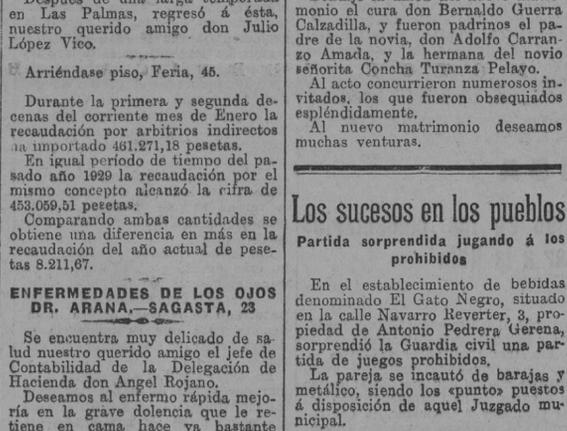 Después de una larga temporada
en Las Palmas, regresó á ésta,
nuestro querido amigo don Julio
López Vico.
Arriéndase piso, Feria, 45.
Durante la primera y segunda de-
cenas del corriente mes de Enero la
recaudación por arbitrios indirectos
ha importado 461.271,18 pesetas.
En igual período de tiempo del pa-
sado año 1929 la recaudación por el
mismo concepto alcanzó la cifra de
453.059,51 pesetas.
Comparando ambas cantidades se
obtiene una diferencia en más en la
recaudación del año actual de pese-
tas 8.211,67.
ENFERMEDADES DE LOS OJOS
DR. ARANA.—SAGASTA, 23
Se encuentra muy delicado de sa-
lud nuestro querido amigo el jefe de
Contabilidad de la Delegación de
Hacienda don Angel Rojano.
Deseamos al enfermo rápida mejo-
ría en la grave dolencia que le re-
tiene en cama hace ya bastante
monio el cura don Bernaldo Guerra
Calzadilla, y fueron padrinos el pa-
dre de la novia, don Adolfo Carran-
zo Amada, y la hermana del novio
señorita Concha Turanza Pelayo.
Al acto concurrieron numerosos in-
vitados, los que fueron obsequiados
espléndidamente.
Al nuevo matrimonio deseamos
muchas venturas.
Los sucesos en los pueblos
Partida sorprendida jugando á los
prohibidos
En el establecimiento de bebidas
denominado El Gato Negro, situado
en la calle Navarro Reverter, 3, pro-
piedad de Antonio Pedrera Gerena,
sorprendió la Guardia civil una par-
tida de juegos prohibidos.
La pareja se incautó de barajas y
metálico, siendo los «punto» puestos
á disposición de aquel Juzgado mu-
nicipal.